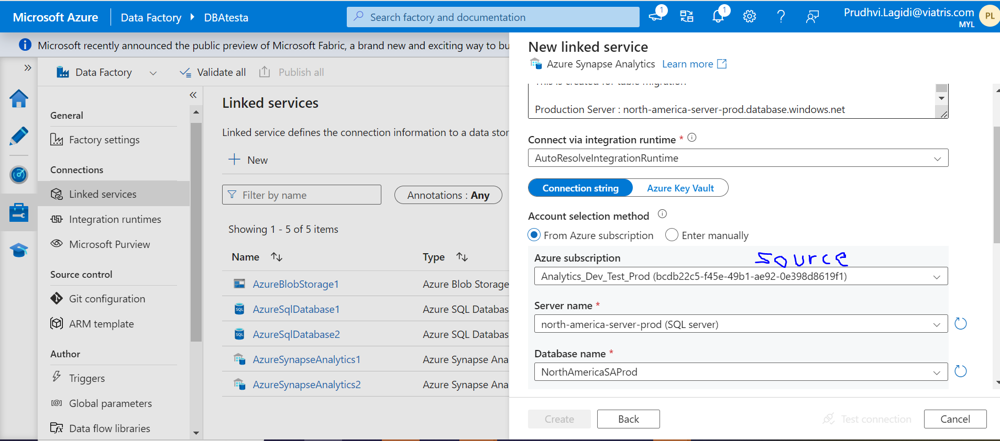 Microsoft Azure
Data Factory
DBAtesta
Search factory and documentation
1
1
Prudhvi.Lagidi@viatris.com
MYL
PL
Microsoft recently announced the public preview of Microsoft Fabric, a brand new and exciting way to bu
Data Factory
Validate all
Publish all
General
Factory settings
Connections
Linked services
Integration runtimes
Microsoft Purview
Source control
Git configuration
ARM template
Author
Triggers
Global parameters
Data flow libraries
Linked services
Linked service defines the connection information to a data stor
New
Filter by name
Annotations : Any
Showing 1 - 5 of 5 items
Name Type
AzureBlobStorage1 Azure Blob Storage
AzureSqlDatabase1 Azure SQL Databas
AzureSqlDatabase2 Azure SQL Databas
AzureSynapseAnalytics1 Azure Synapse Ana
AzureSynapseAnalytics2 Azure Synapse Ana
New linked service
Azure Synapse Analytics Learn more
This is created for table migration
Production Server : north-america-server-prod.database.windows.net
Connect via integration runtime *
AutoResolveIntegrationRuntime
Connection string Azure Key Vault
Account selection method
From Azure subscription Enter manually
Azure subscription
Source
Analytics_Dev_Test_Prod (bcdb22c5-f45e-49b1-ae92-0e398d8619f1)
Server name *
north-america-server-prod (SQL server)
Database name *
NorthAmericaSAProd
Create
Back
Test connection
Cancel